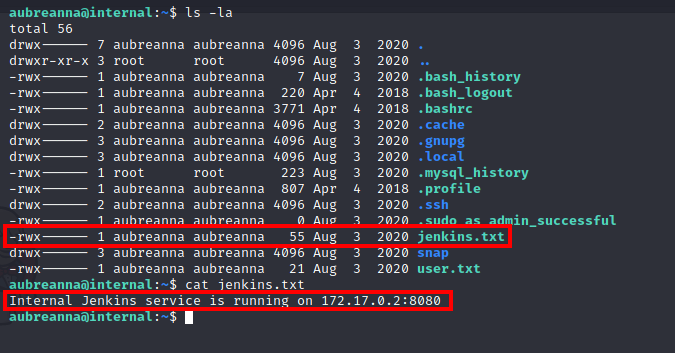 aubreanna@internal:~$ ls -la
total 56
drwx------ 7 aubreanna aubreanna 4096 Aug  3  2020 .
drwxr-xr-x 3 root      root      4096 Aug  3  2020 ..
-rwx------ 1 aubreanna aubreanna    7 Aug  3  2020 .bash_history
-rwx------ 1 aubreanna aubreanna  220 Apr  4  2018 .bash_logout
-rwx------ 1 aubreanna aubreanna 3771 Apr  4  2018 .bashrc
drwx------ 2 aubreanna aubreanna 4096 Aug  3  2020 .cache
drwx------ 3 aubreanna aubreanna 4096 Aug  3  2020 .gnupg
drwx------ 3 aubreanna aubreanna 4096 Aug  3  2020 .local
-rwx------ 1 root      root       223 Aug  3  2020 .mysql_history
-rwx------ 1 aubreanna aubreanna  807 Apr  4  2018 .profile
drwx------ 2 aubreanna aubreanna 4096 Aug  3  2020 .ssh
-rwx------ 1 aubreanna aubreanna    0 Aug  3  2020 .sudo_as_admin_successful
-rwx------ 1 aubreanna aubreanna   55 Aug  3  2020 jenkins.txt
drwx------ 3 aubreanna aubreanna 4096 Aug  3  2020 snap
-rwx------ 1 aubreanna aubreanna   21 Aug  3  2020 user.txt
aubreanna@internal:~$ cat jenkins.txt
Internal Jenkins service is running on 172.17.0.2:8080
aubreanna@internal:~$